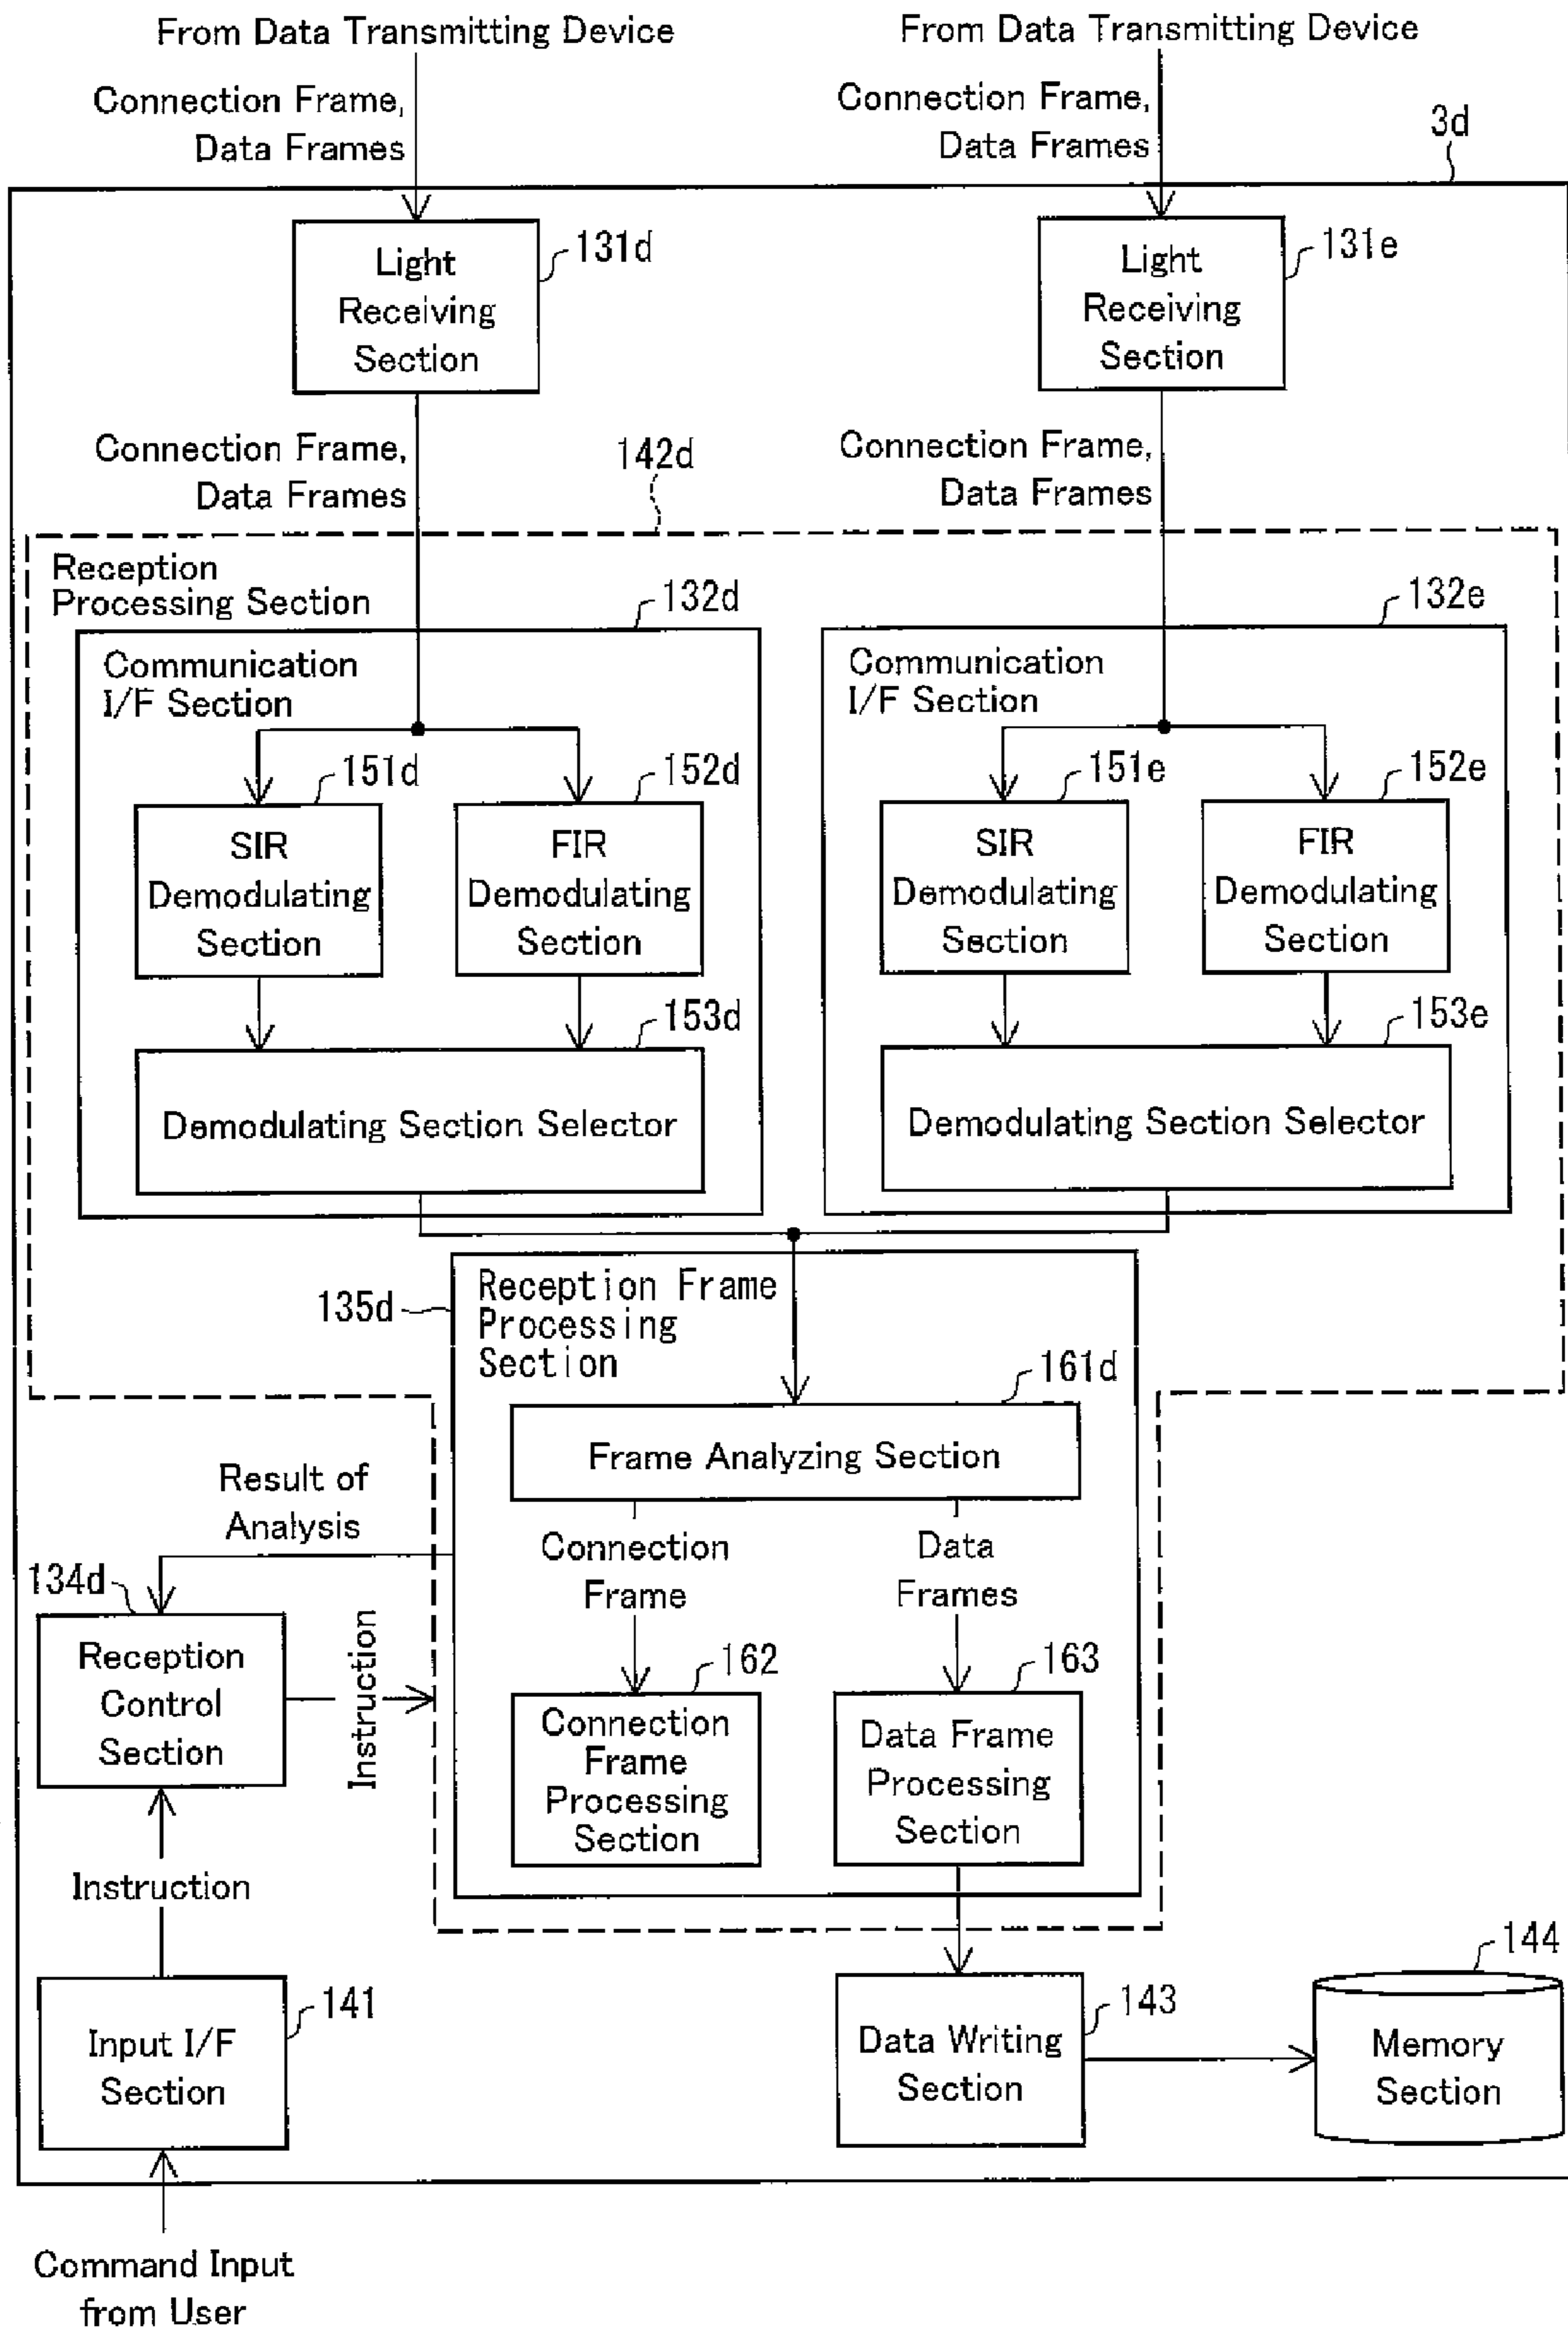 From Data Transmitting Device
From Data Transmitting Device
Connection Frame,
Data Frames
Connection Frame,
Data Frames
3d
Light
Receiving
Section
131d
Light
Receiving
Section
131e
Connection Frame,
Data Frames
142d
Connection Frame,
Data Frames
Reception
Processing Section
132d
132e
Communication
I/F Section
Communication
I/F Section
151d
152d
151e
152e
SIR
Demodulating
Section
FIR
Demodulating
Section
SIR
Demodulating
Section
FIR
Demodulating
Section
153d
153e
Demodulating Section Selector
Demodulating Section Selector
135d
Reception Frame
Processing
Section
161d
Frame Analyzing Section
Result of
Analysis
Connection
Frame
Data
Frames
134d
Reception
Control
Section
Instruction
162
163
Connection
Frame
Processing
Section
Data Frame
Processing
Section
Instruction
141
Input I/F
Section
143
Data Writing
Section
144
Memory
Section
Command Input
from User